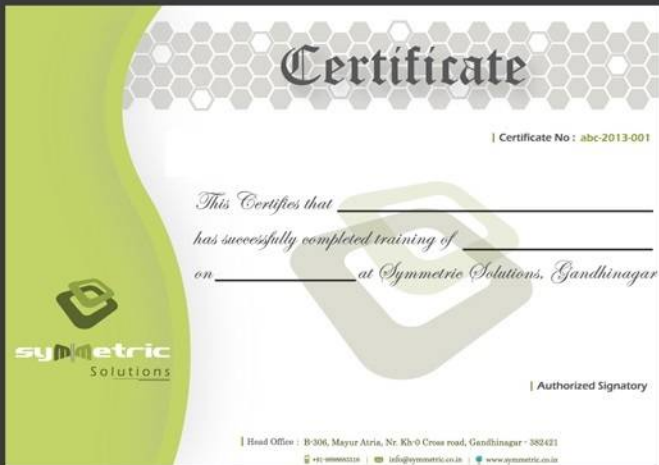 Certificate
Certificate No : abc-2013-001
This Certifies that
has successfully completed training of
on at Symmetric Solutions, Gandhinagar
symmetric
Solutions
Authorized Signatory
Head Office : B-306, Mayur Atria, Nr. Kh-0 Cross road, Gandhinagar - 382421
info@symmetric.co.in | www.symmetric.co.in